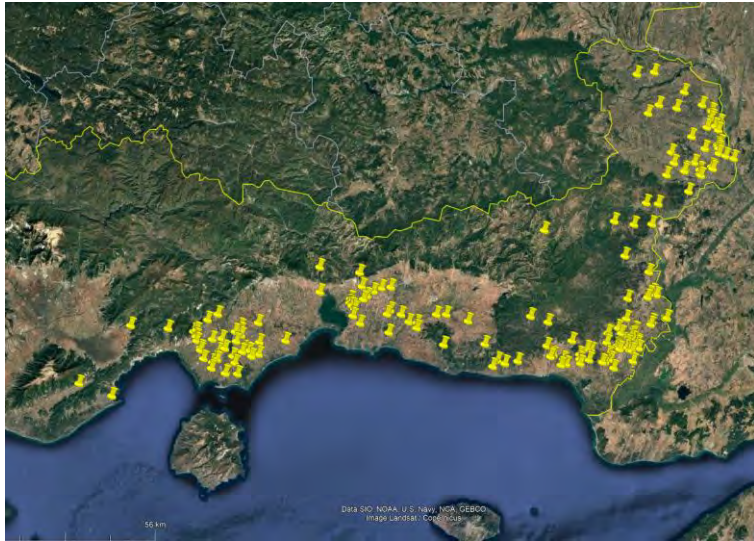 Data SIO, NOAA, U.S. Navy, NGA, GEBCO
Image Landsat / Copernicus
56 km